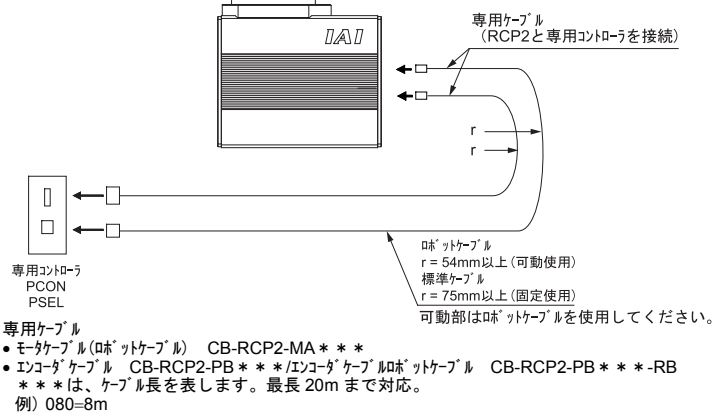 IAI
専用ケーブル
(RCP2と専用コントローラを接続)
r
r
専用コントローラ
PCON
PSEL
ロボットケーブル
r = 54mm以上(可動使用)
標準ケーブル
r = 75mm以上(固定使用)
可動部はロボットケーブルを使用してください。
専用ケーブル
• モータケーブル(ロボットケーブル) CB-RCP2-MA＊＊＊
• エンコーダケーブル CB-RCP2-PB＊＊＊/エンコーダケーブルロボットケーブル CB-RCP2-PB＊＊＊-RB
＊＊＊は、ケーブル長を表します。最長 20m まで対応。
例) 080=8m